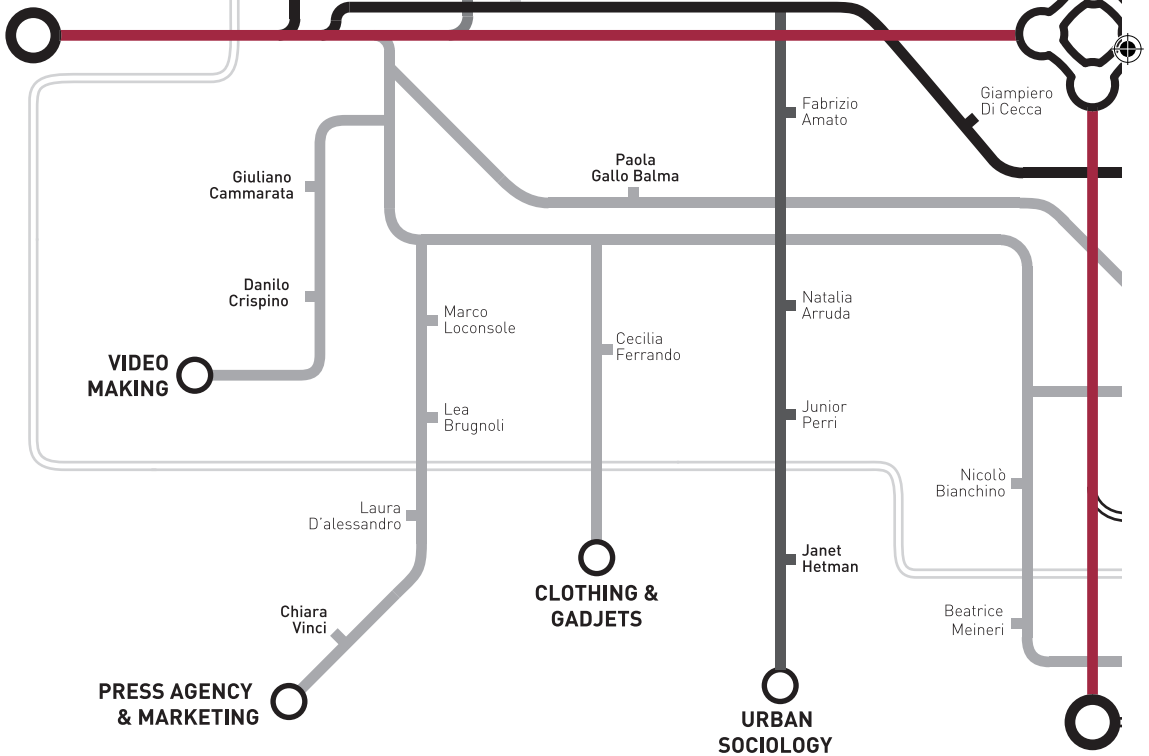 Fabrizio
Amato
Giampiero
Di Cecca
Paola
Gallo Balma
Giuliano
Cammarata
Danilo
Crispino
Natalia
Arruda
Marco
Loconsole
Cecilia
Ferrando
VIDEO
MAKING
Lea
Brugnoli
Junior
Perri
Nicolò
Bianchino
Laura
D'alessandro
Janet
Hetman
CLOTHING &
GADJETS
Chiara
Vinci
Beatrice
Meineri
PRESS AGENCY
& MARKETING
URBAN
SOCIOLOGY